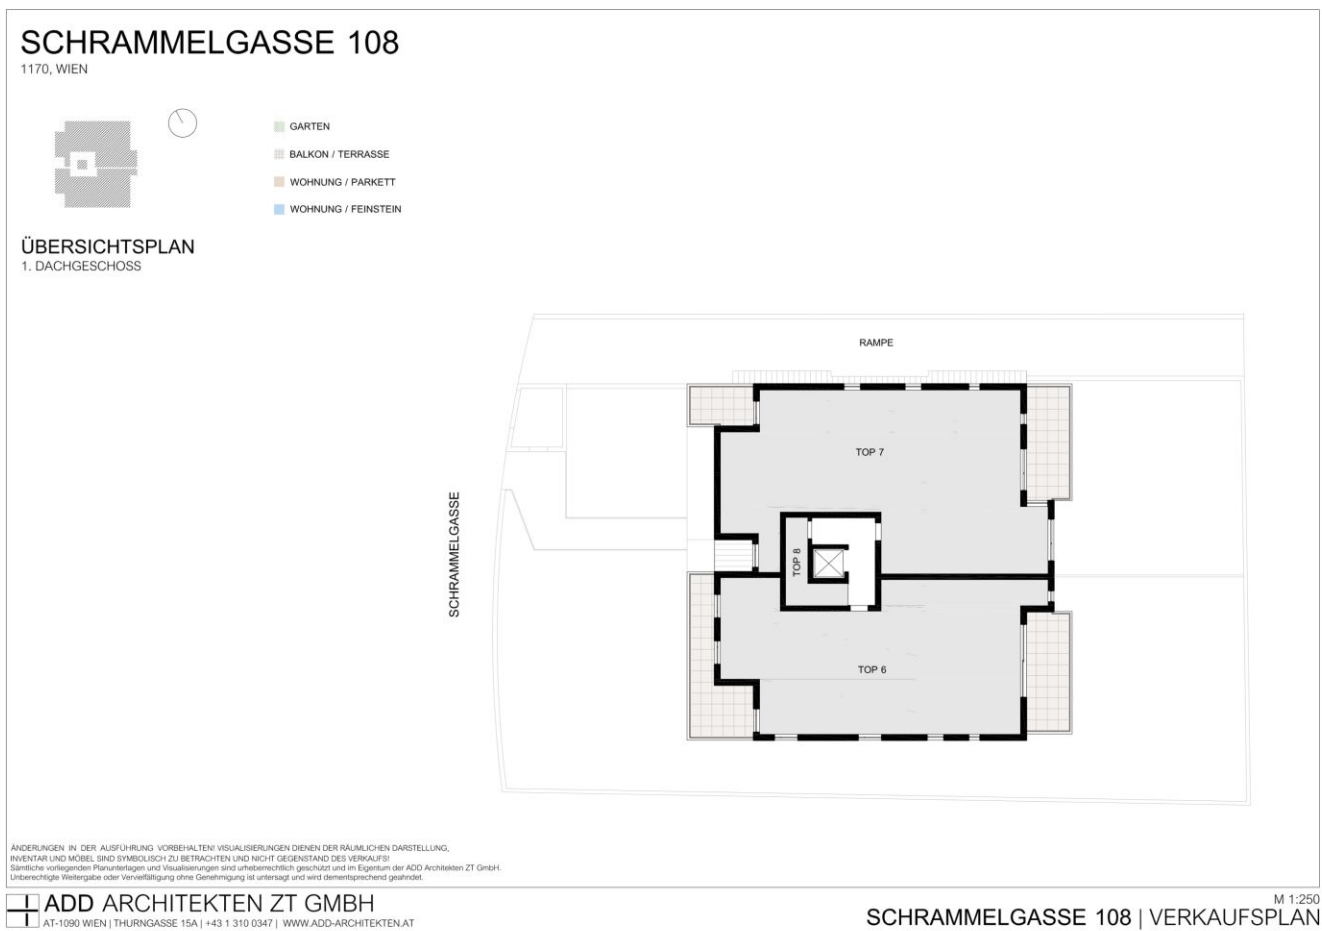 SCHRAMMELGASSE 108
1170, WIEN
GARTEN
BALKON / TERRASSE
WOHNUNG / PARKETT
WOHNUNG / FEINSTEIN
ÜBERSICHTSPLAN
1. DACHGESCHOSS
RAMPE
TOP 7
SCHRAMMELGASSE
TOP 8
TOP 6
ÄNDERUNGEN IN DER AUSFÜHRUNG VORBEHALTEN! VISUALISIERUNGEN DIENEN DER RÄUMLICHEN DARSTELLUNG,
INVENTAR UND MÖBEL SIND SYMBOLISCH ZU BETRACHTEN UND NICHT GEGENSTAND DES VERKAUFS!
Sämtliche vorliegenden Planunterlagen und Visualisierungen sind urheberrechtlich geschützt und im Eigentum der ADD Architekten ZT GmbH.
Unberechtigte Weitergabe oder Vervielfältigung ohne Genehmigung ist untersagt und wird dementsprechend geahndet.
ADD ARCHITEKTEN ZT GMBH
AT-1090 WIEN | THURNGASSE 15A | +43 1 310 0347 | WWW.ADD-ARCHITEKTEN.AT
M 1:250
SCHRAMMELGASSE 108 | VERKAUFSPLAN